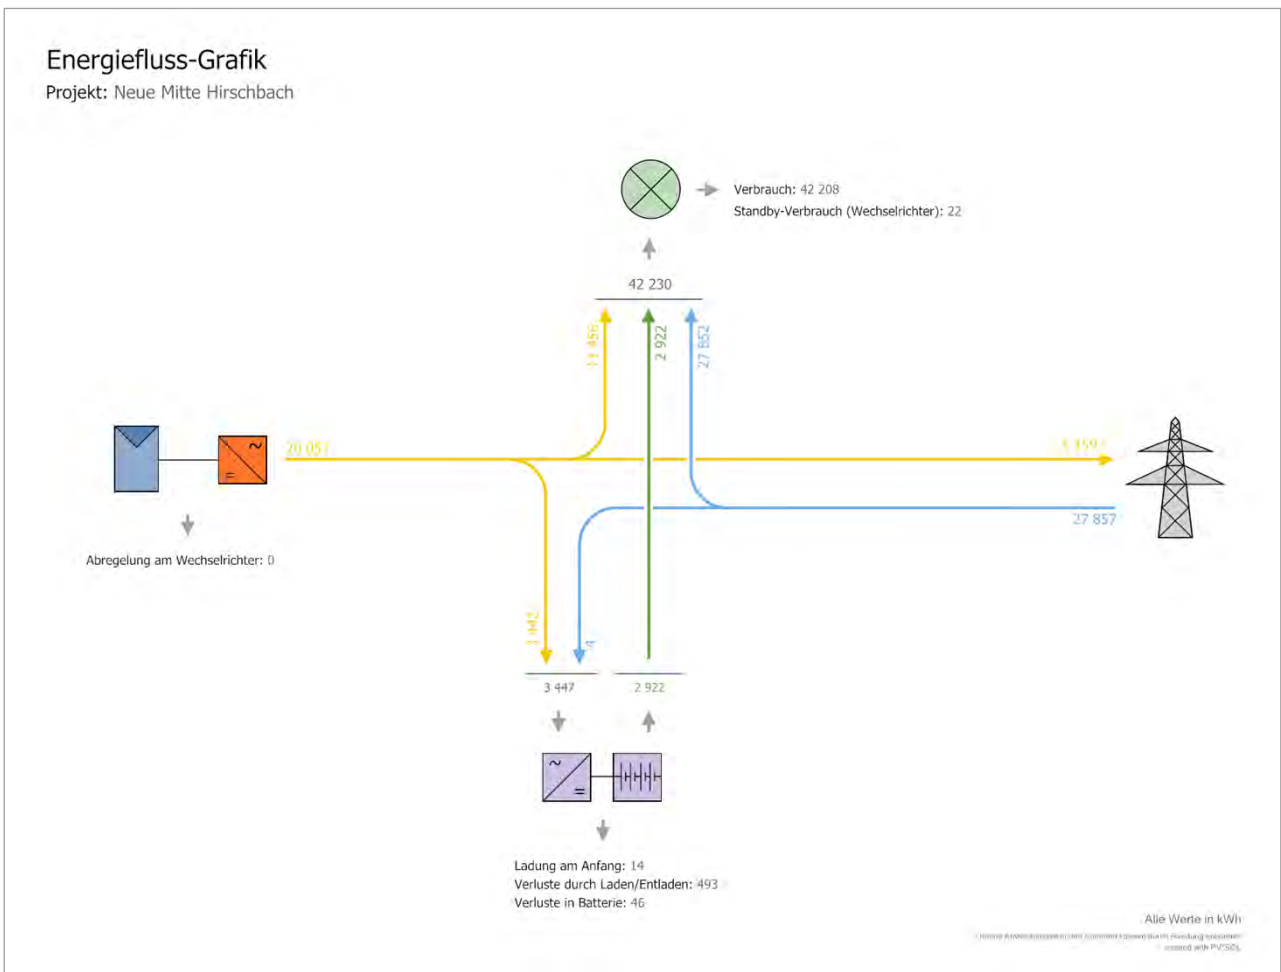 Energiefluss-Grafik
Projekt: Neue Mitte Hirschbach
Verbrauch: 42 208
Standby-Verbrauch (Wechselrichter): 22
42 230
11 456
2 922
27 852
20 057
27 857
Abregelung am Wechselrichter: 0
4
3 447
2 922
Ladung am Anfang: 14
Verluste durch Laden/Entladen: 493
Verluste in Batterie: 46
Alle Werte in kWh
created with PV*SOL